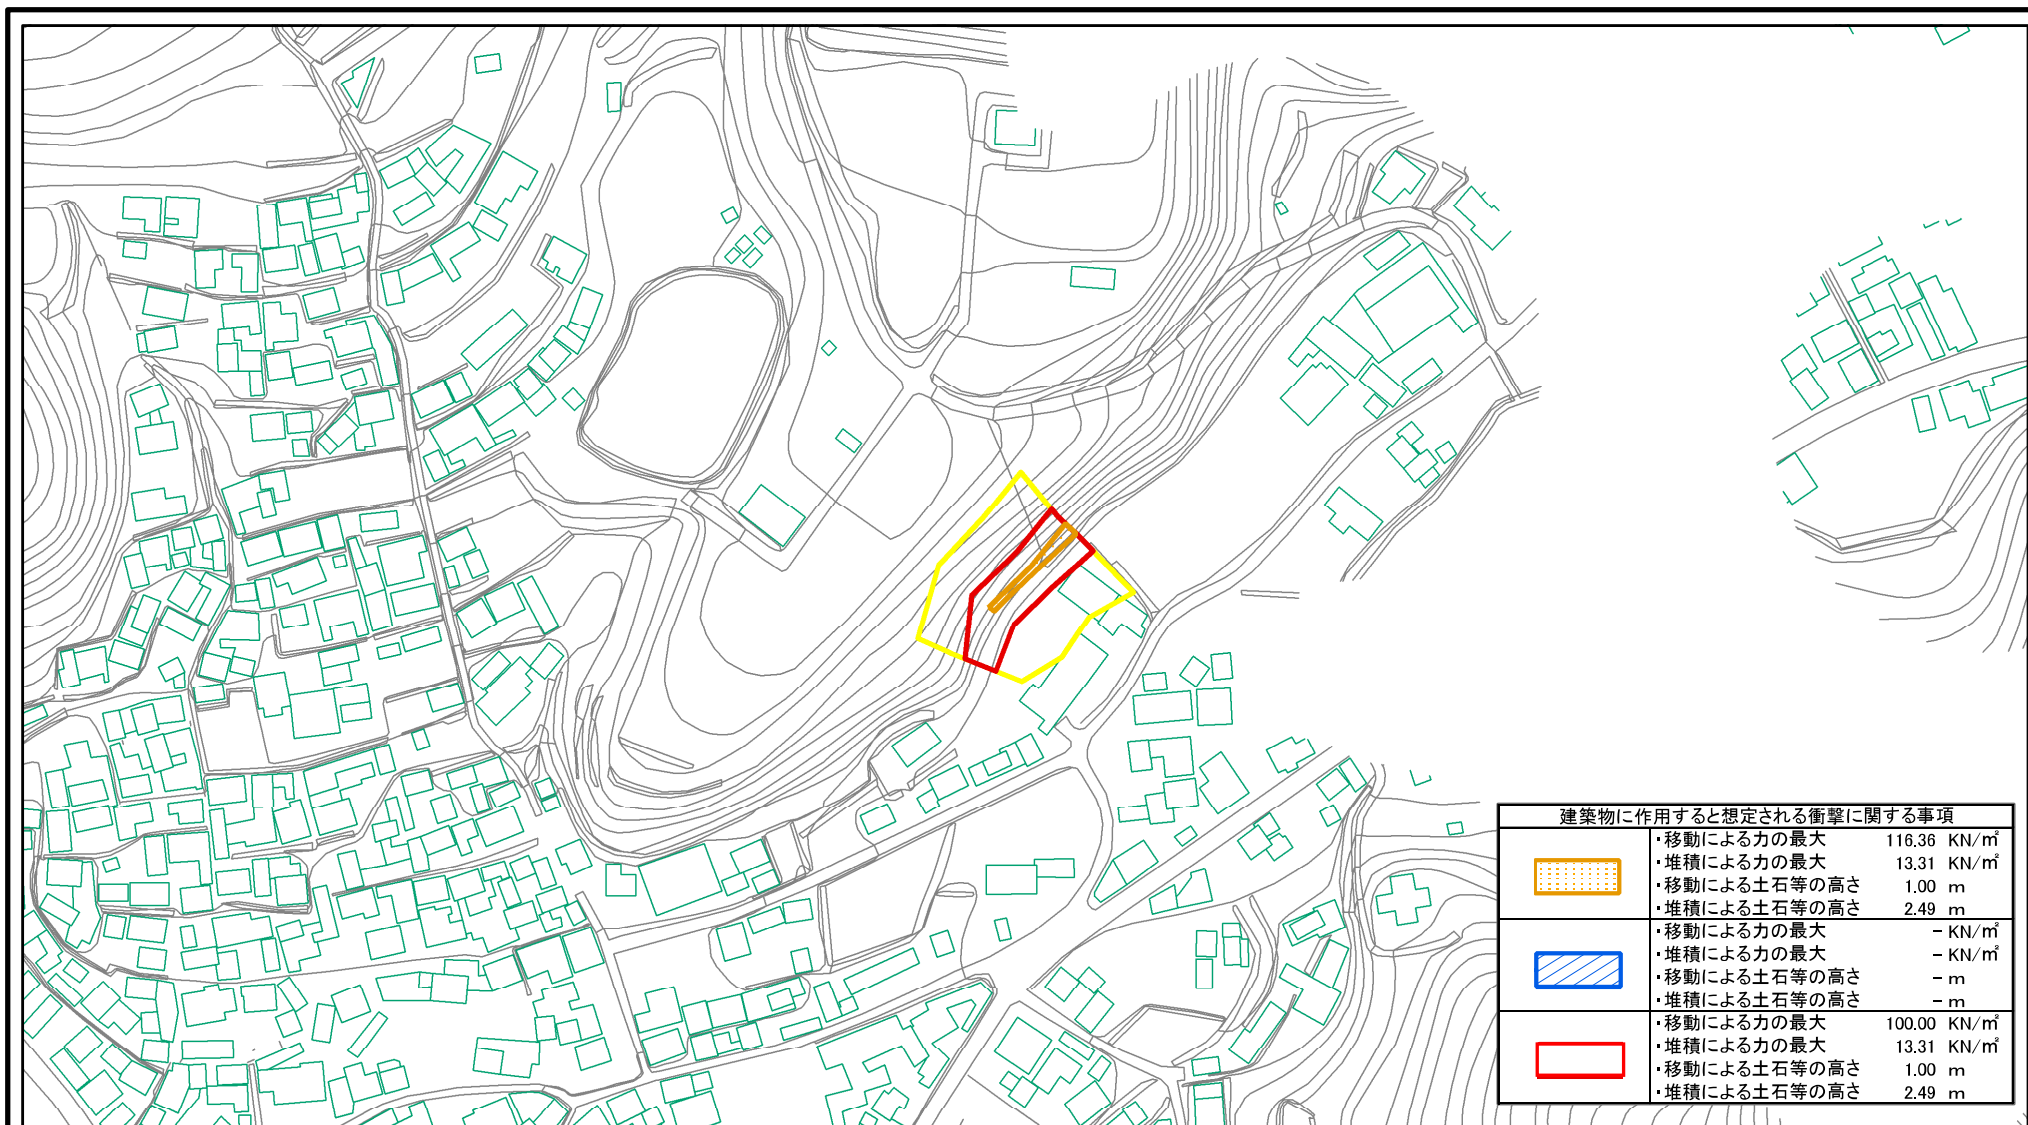 建築物に作用すると想定される衝撃に関する事項
・移動による力の最大 116.36 KN/㎡
・堆積による力の最大 13.31 KN/㎡
・移動による土石等の高さ 1.00 m
・堆積による土石等の高さ 2.49 m
・移動による力の最大 - KN/㎡
・堆積による力の最大 - KN/㎡
・移動による土石等の高さ - m
・堆積による土石等の高さ - m
・移動による力の最大 100.00 KN/㎡
・堆積による力の最大 13.31 KN/㎡
・移動による土石等の高さ 1.00 m
・堆積による土石等の高さ 2.49 m